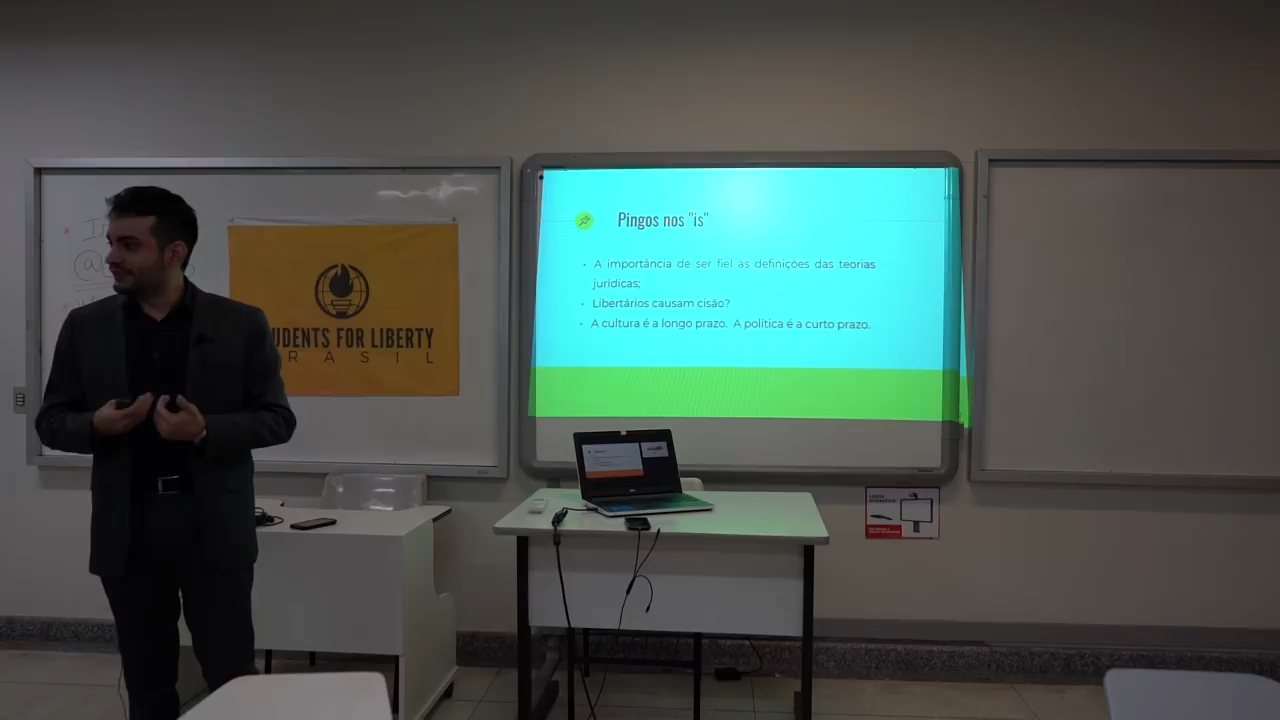 UDENTS FOR LIBERTY
RASIL
Pingos nos "is"
• A importância de ser fiel as definições das teorias
jurídicas;
• Libertários causam cisão?
• A cultura é a longo prazo. A política é a curto prazo.